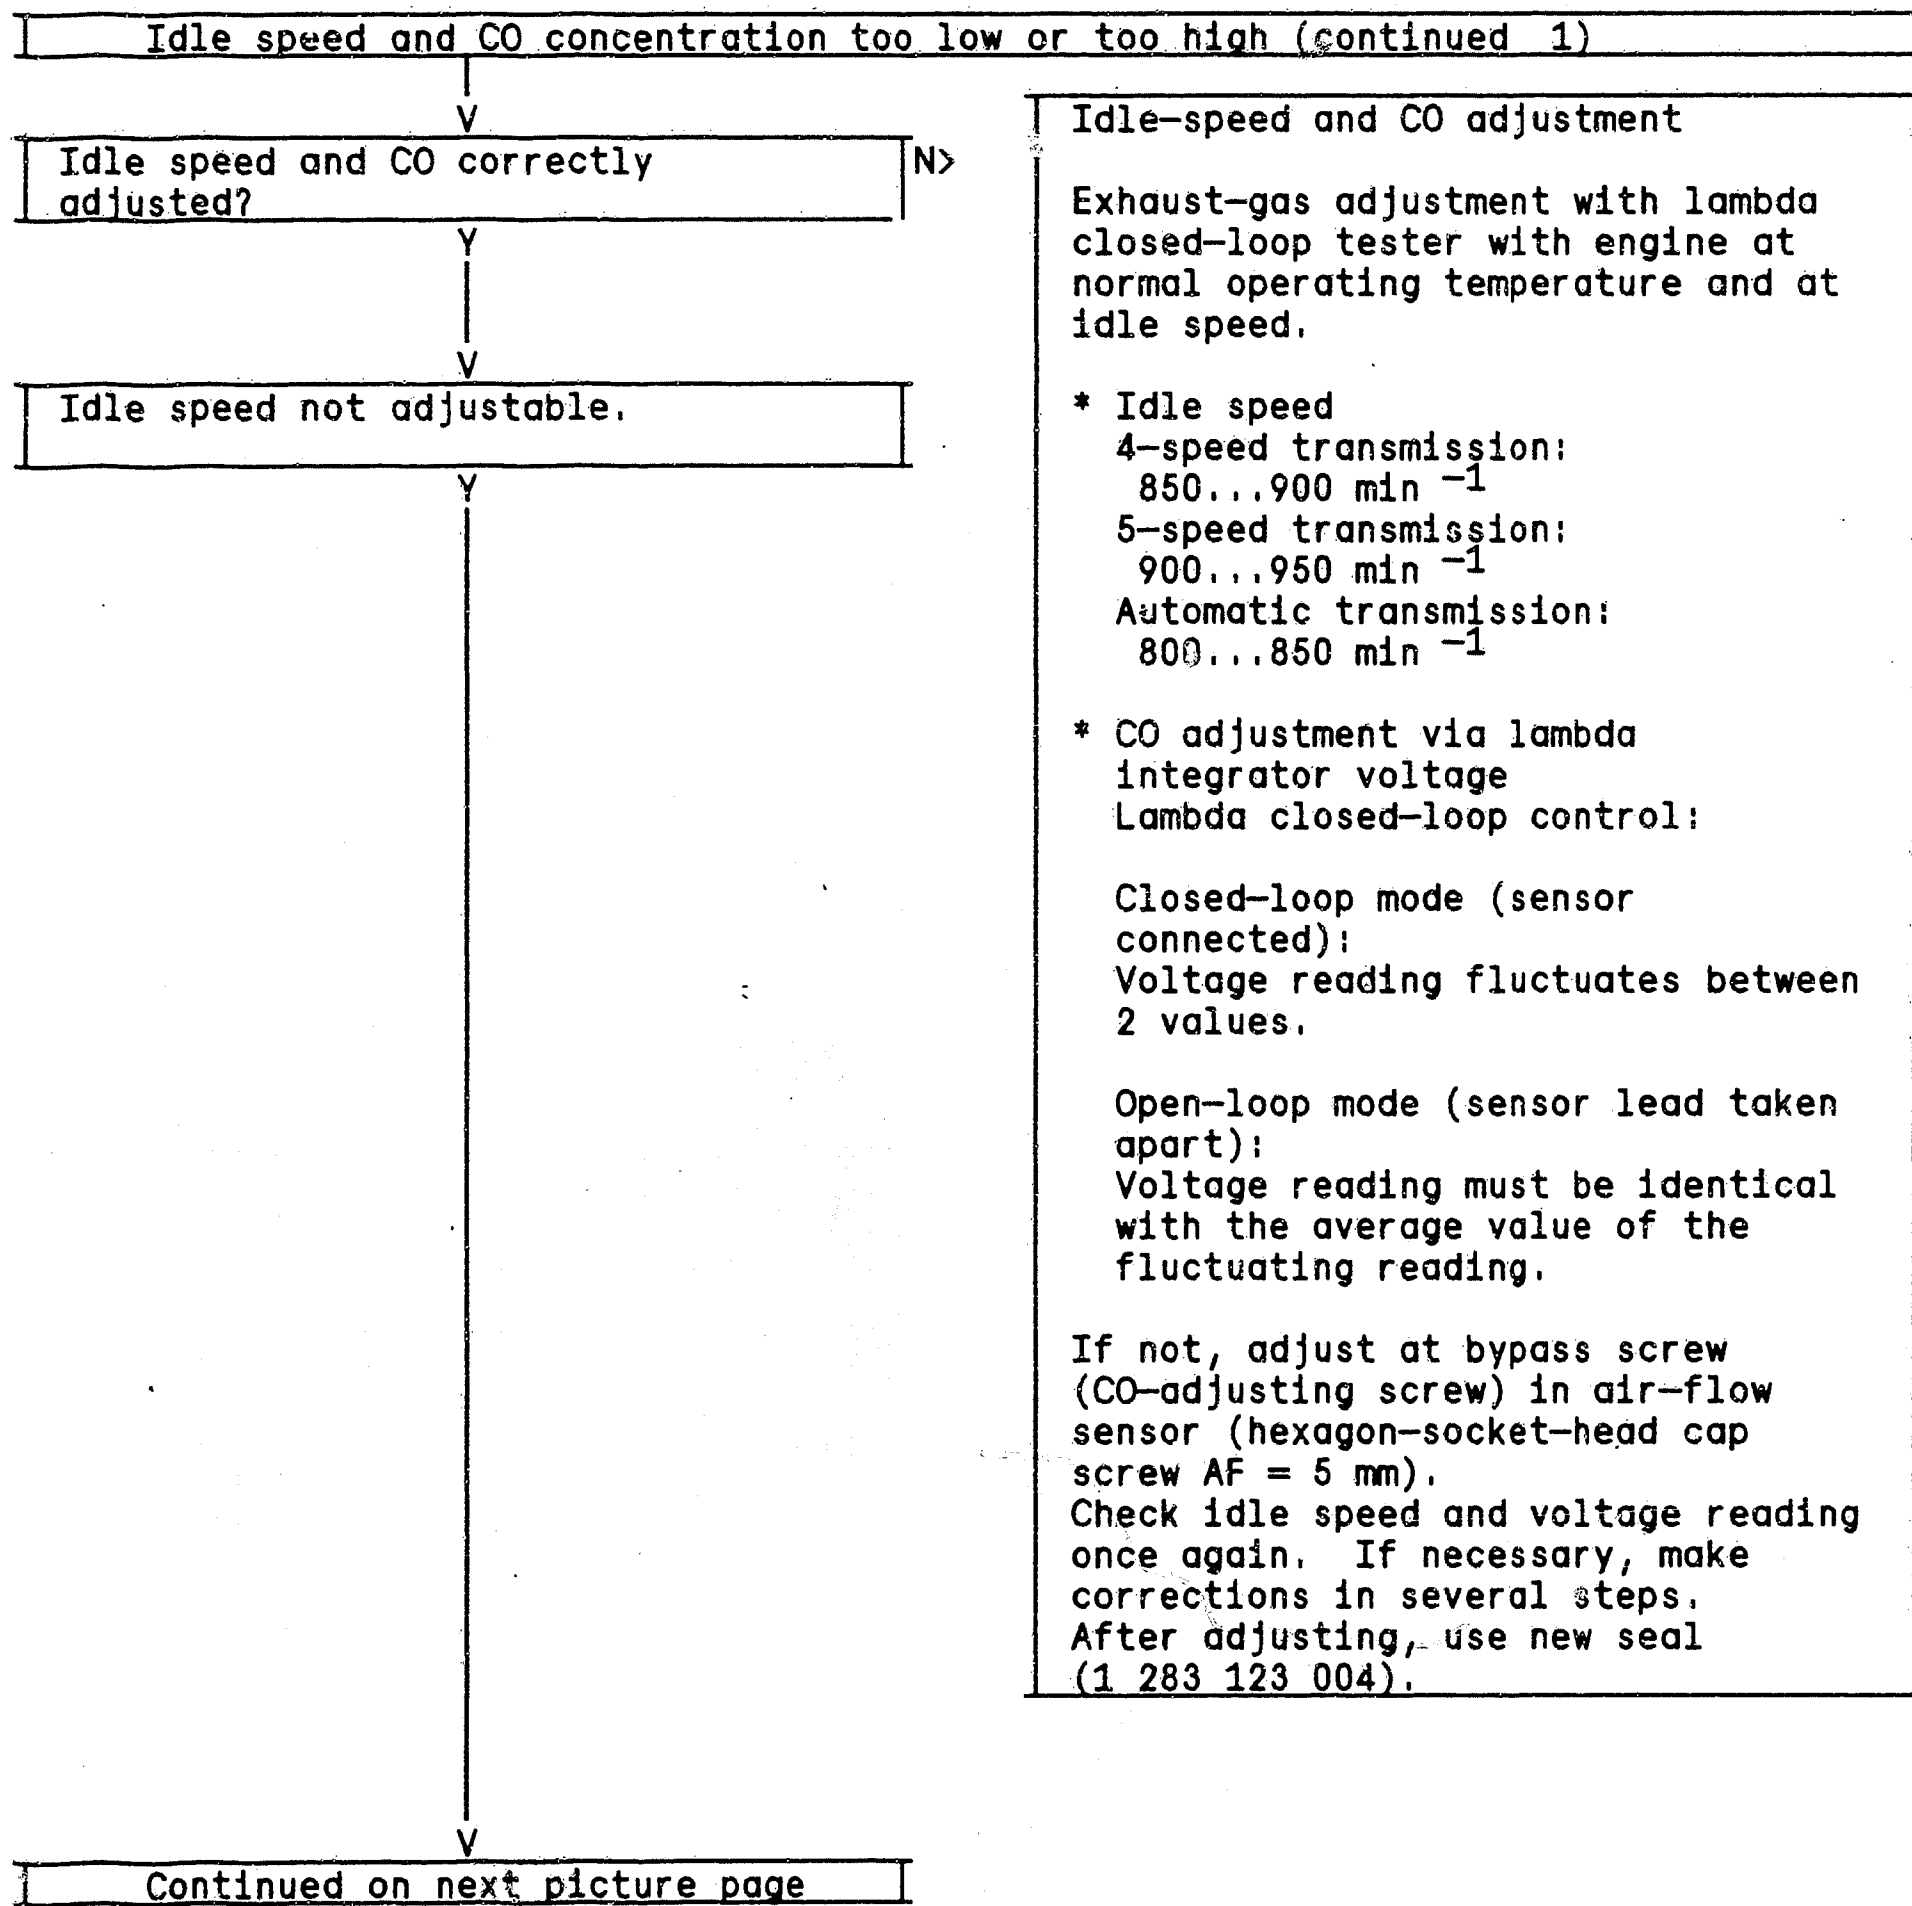 Idle speed and CO concentration too low or too high (continued 1)
V
Idle speed and CO correctly
adjusted?
N>
Y
V
Idle speed not adjustable.
Y
V
Continued on next picture page
Idle-speed and CO adjustment
Exhaust-gas adjustment with lambda
closed-loop tester with engine at
normal operating temperature and at
idle speed.
* Idle speed
4-speed transmission:
850...900 min -1
5-speed transmission:
900...950 min -1
Automatic transmission:
800...850 min -1
* CO adjustment via lambda
integrator voltage
Lambda closed-loop control:
Closed-loop mode (sensor
connected):
Voltage reading fluctuates between
2 values.
Open-loop mode (sensor lead taken
apart):
Voltage reading must be identical
with the average value of the
fluctuating reading.
If not, adjust at bypass screw
(CO-adjusting screw) in air-flow
sensor (hexagon-socket-head cap
screw AF = 5 mm).
Check idle speed and voltage reading
once again. If necessary, make
corrections in several steps.
After adjusting, use new seal
(1 283 123 004).